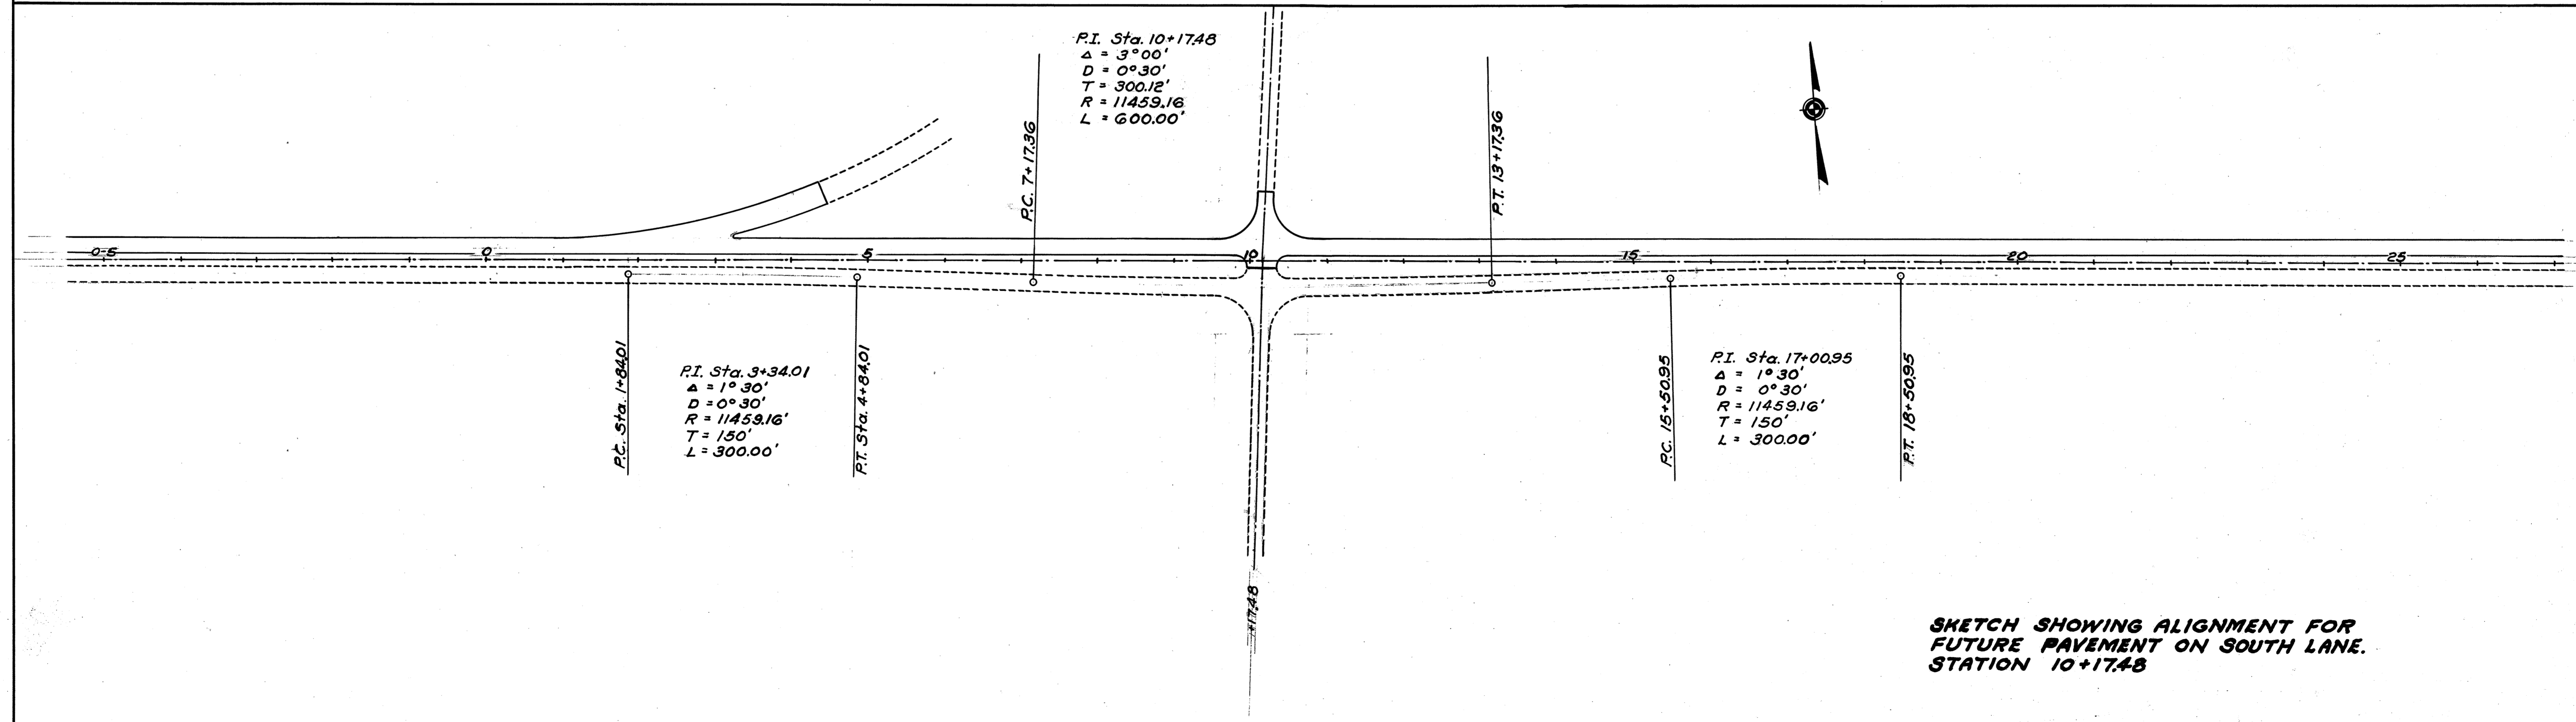 P.I. Sta. 10+17.48
Δ = 3°00'
D = 0°30'
T = 300.12'
R = 11459.16
L = 600.00'
P.C. 7+17.36
P.T. 13+17.36
0-5
0
5
10
15
20
25
P.C. Sta. 1+84.01
P.I. Sta. 3+34.01
Δ = 1°30'
D = 0°30'
R = 11459.16'
T = 150'
L = 300.00'
P.T. Sta. 4+84.01
P.C. 15+50.95
P.I. Sta. 17+00.95
Δ = 1°30'
D = 0°30'
R = 11459.16'
T = 150'
L = 300.00'
P.T. 18+50.95
+17.48
SKETCH SHOWING ALIGNMENT FOR
FUTURE PAVEMENT ON SOUTH LANE.
STATION 10+17.48